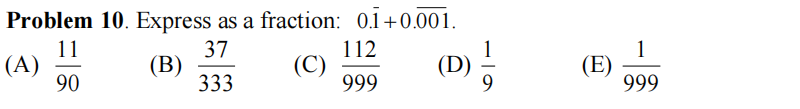 Problem 10. Express as a fraction: 0.1̅+0.0̅0̅1̅.
(A) 11/90 (B) 37/333 (C) 112/999 (D) 1/9 (E) 1/999